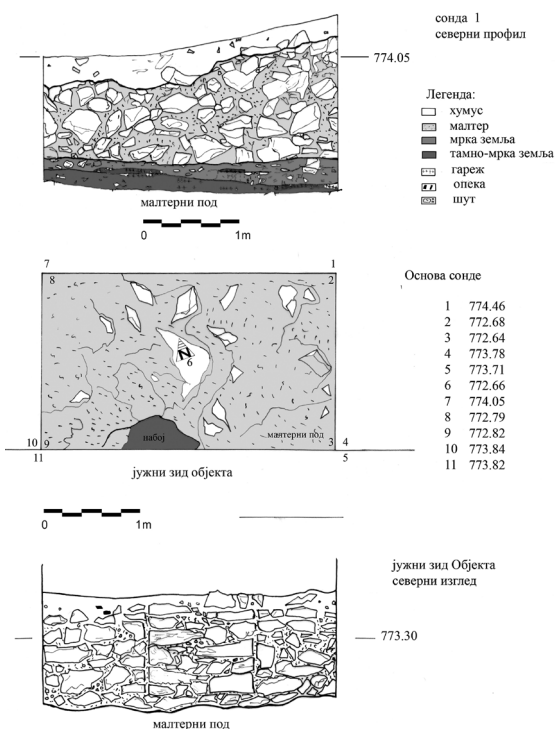 сонда 1
северни профил
774.05
Легенда:
хумус
малтер
мрка земља
тамно-мрка земља
гареж
опека
шут
малтерни под
0 1m
7 1
8 2
Основа сонде
1 774.46
2 772.68
3 772.64
4 773.78
5 773.71
6 772.66
7 774.05
8 772.79
9 772.82
10 773.84
11 773.82
N
6
набој
малтерни под
10 9 3 4
11 5
јужни зид објекта
0 1m
јужни зид Објекта
северни изглед
773.30
малтерни под